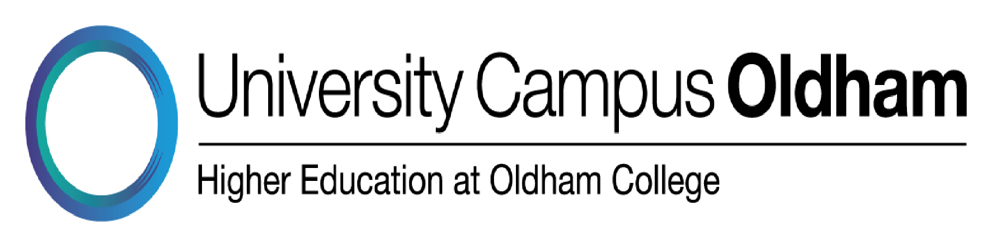 University Campus Oldham
Higher Education at Oldham College